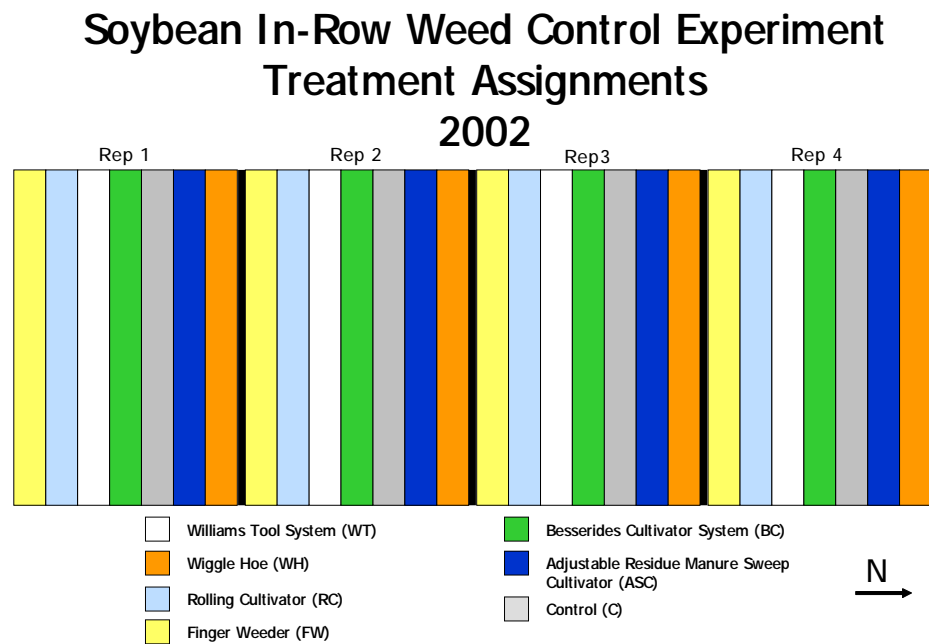 Soybean In-Row Weed Control Experiment
Treatment Assignments
2002
Rep 1
Rep 2
Rep3
Rep 4
Williams Tool System (WT)
Wiggle Hoe (WH)
Rolling Cultivator (RC)
Finger Weeder (FW)
Besserides Cultivator System (BC)
Adjustable Residue Manure Sweep
Cultivator (ASC)
Control (C)
N